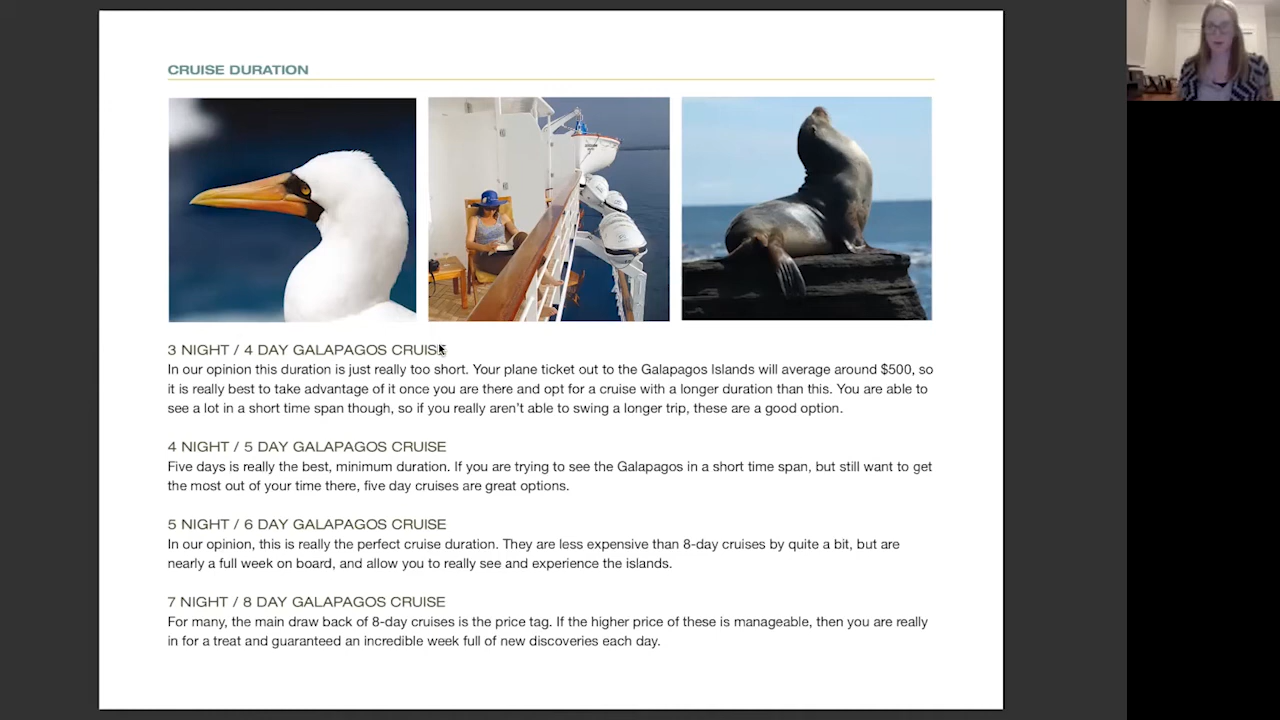 CRUISE DURATION
3 NIGHT / 4 DAY GALAPAGOS CRUISE
In our opinion this duration is just really too short. Your plane ticket out to the Galapagos Islands will average around $500, so
it is really best to take advantage of it once you are there and opt for a cruise with a longer duration than this. You are able to
see a lot in a short time span though, so if you really aren't able to swing a longer trip, these are a good option.
4 NIGHT / 5 DAY GALAPAGOS CRUISE
Five days is really the best, minimum duration. If you are trying to see the Galapagos in a short time span, but still want to get
the most out of your time there, five day cruises are great options.
5 NIGHT / 6 DAY GALAPAGOS CRUISE
In our opinion, this is really the perfect cruise duration. They are less expensive than 8-day cruises by quite a bit, but are
nearly a full week on board, and allow you to really see and experience the islands.
7 NIGHT / 8 DAY GALAPAGOS CRUISE
For many, the main draw back of 8-day cruises is the price tag. If the higher price of these is manageable, then you are really
in for a treat and guaranteed an incredible week full of new discoveries each day.